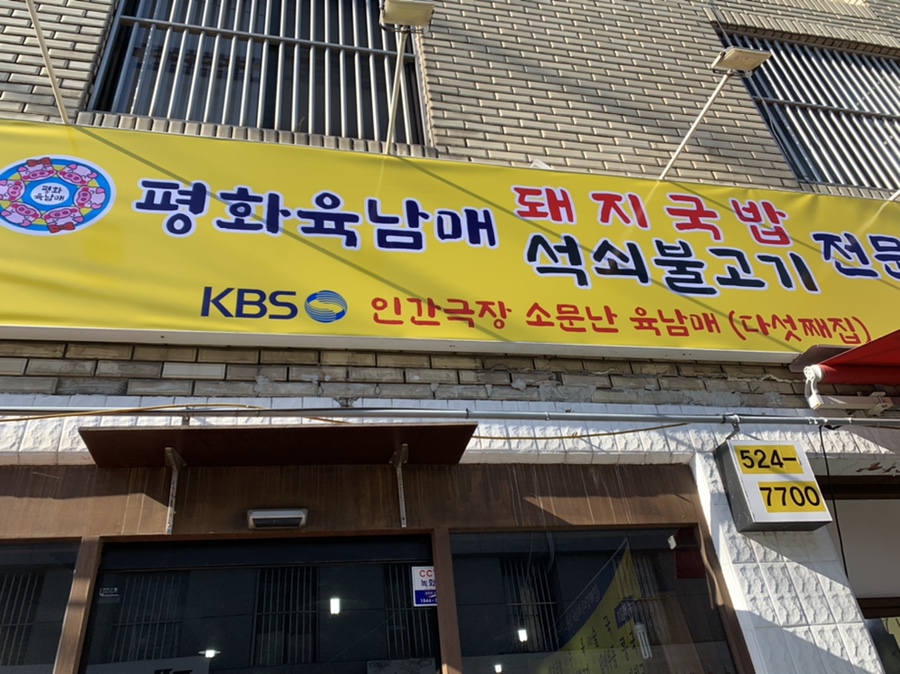 평화
육남매
평화육남매
돼지국밥
석쇠불고기
전문
KBS 인간극장 소문난 육남매 (다섯째집)
524-
7700